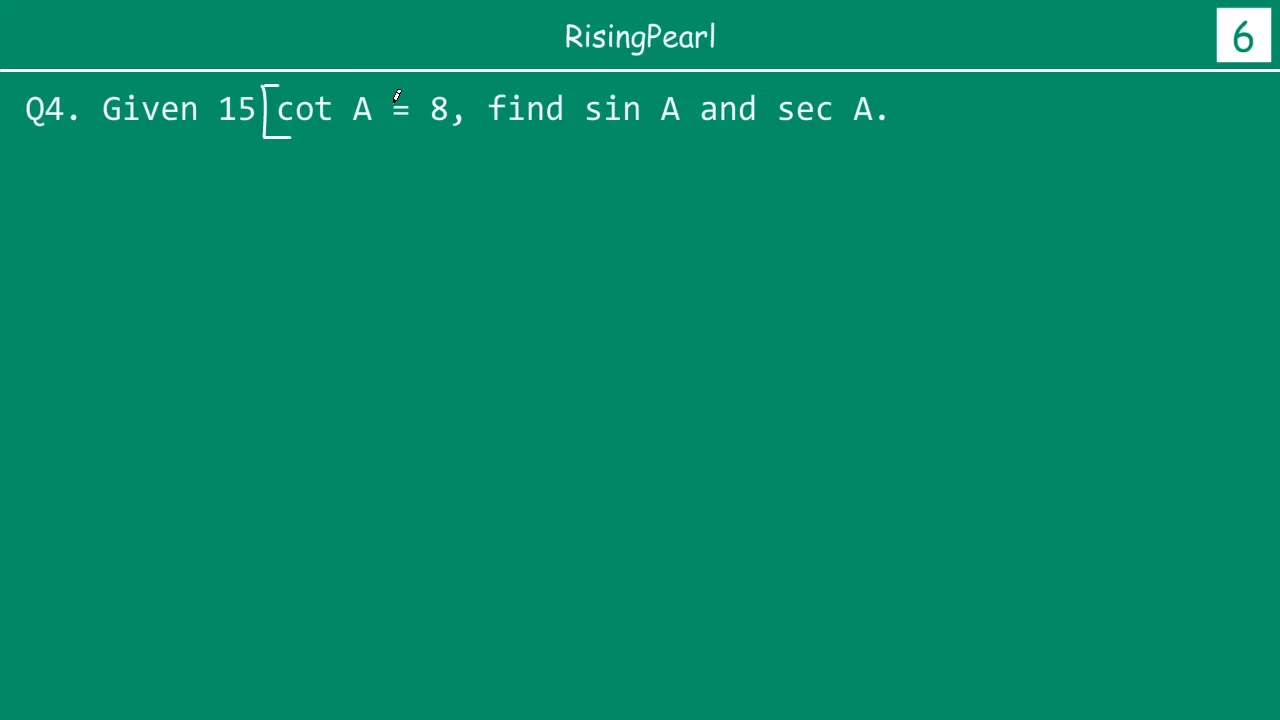 RisingPearl
6
Q4. Given 15 cot A = 8, find sin A and sec A.